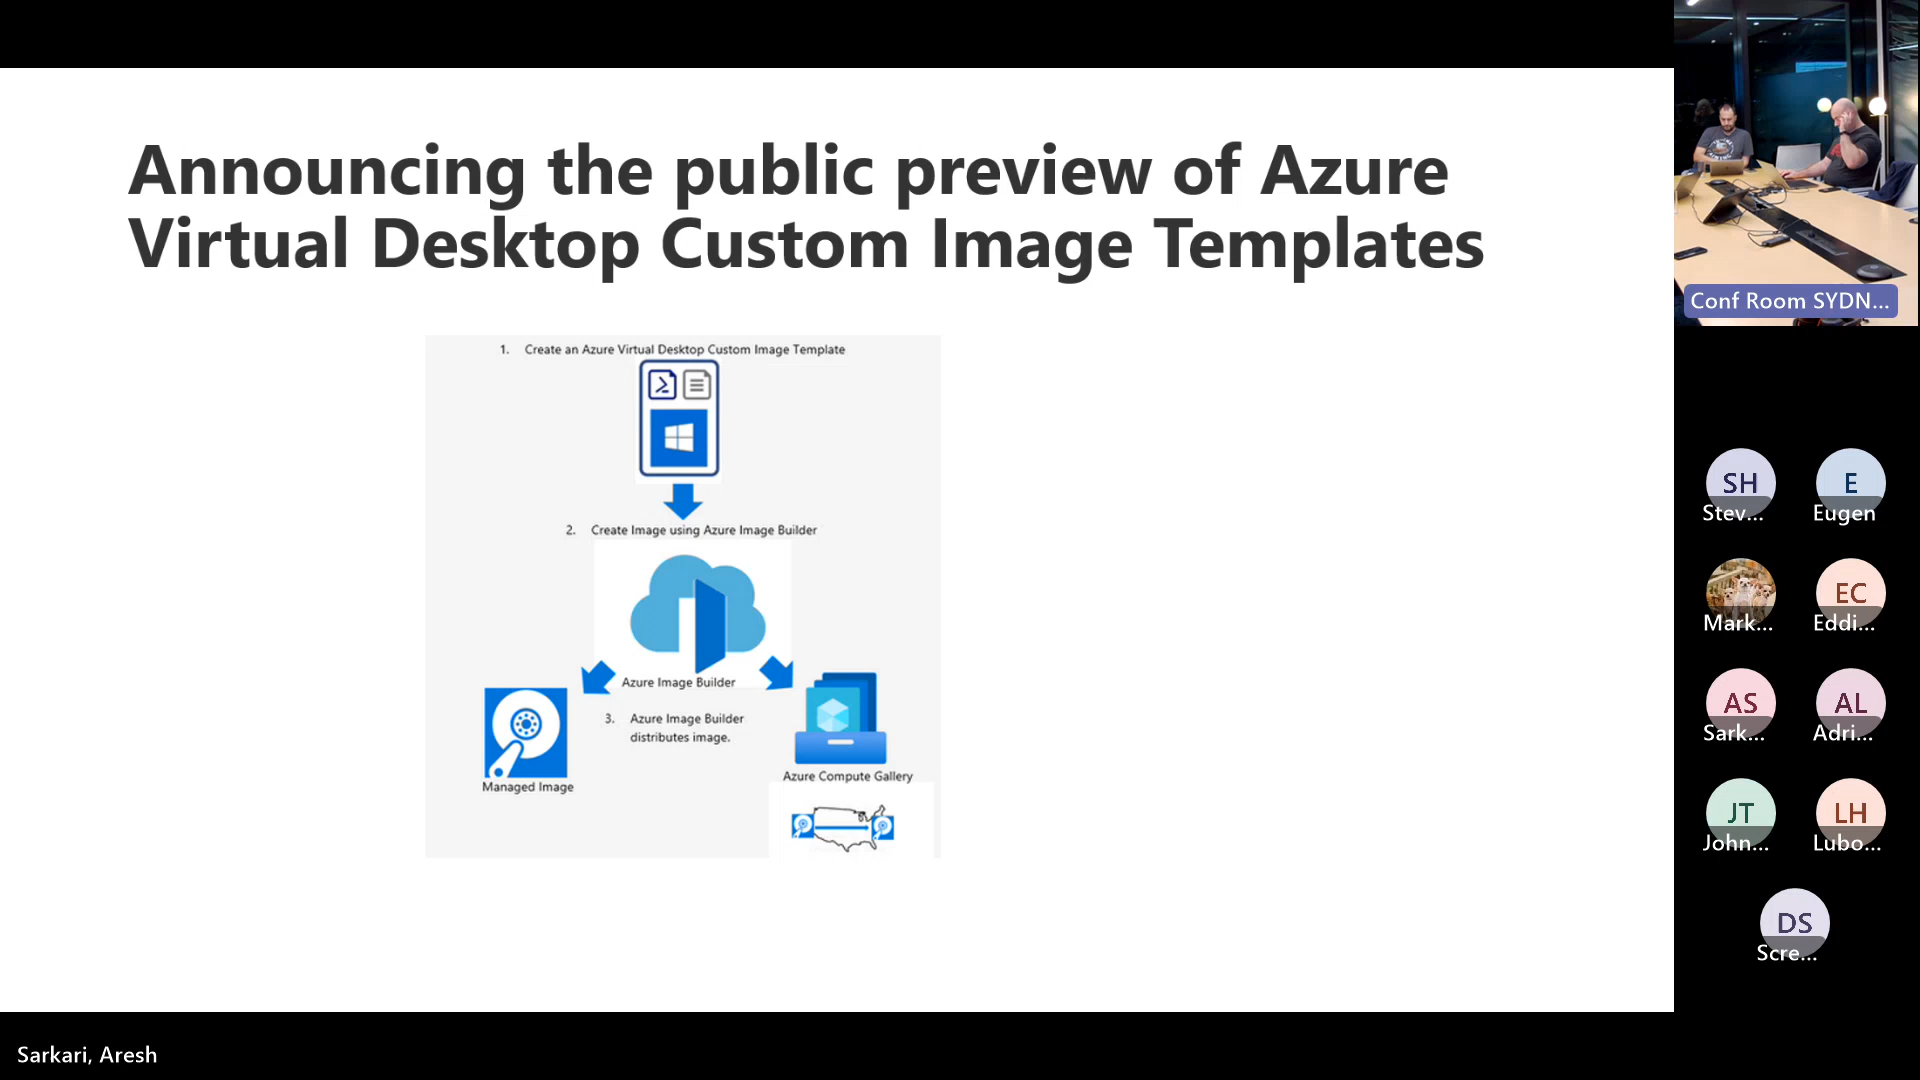 Announcing the public preview of Azure
Virtual Desktop Custom Image Templates
1. Create an Azure Virtual Desktop Custom Image Template
2. Create Image using Azure Image Builder
Azure Image Builder
3. Azure Image Builder
distributes image.
Managed Image
Azure Compute Gallery
Conf Room SYDN...
SH
Stev...
E
Eugen
Mark...
EC
Eddi...
AS
Sark...
AL
Adri...
JT
John...
LH
Lubo...
DS
Scre...
Sarkari, Aresh